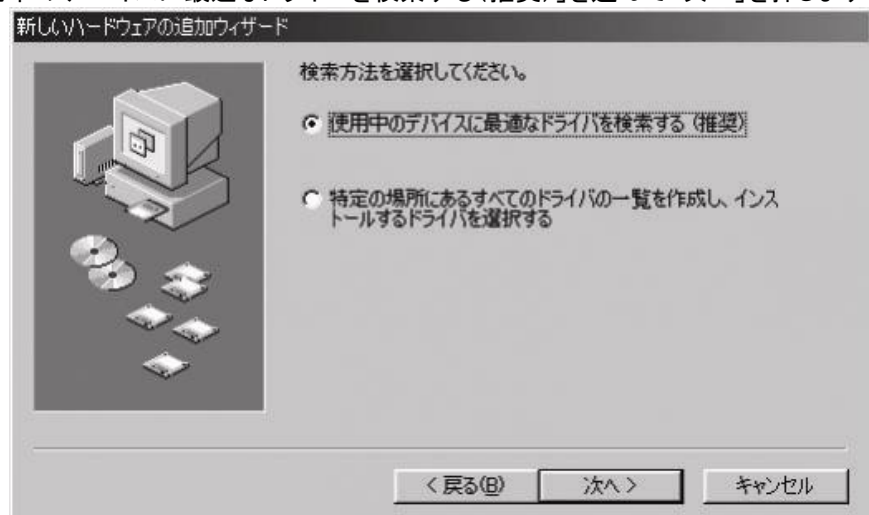 新しいハードウェアの追加ウィザード
検索方法を選択してください。
使用中のデバイスに最適なドライバを検索する (推奨)
特定の場所にあるすべてのドライバの一覧を作成し、インス
トールするドライバを選択する
< 戻る(B)
次へ >
キャンセル